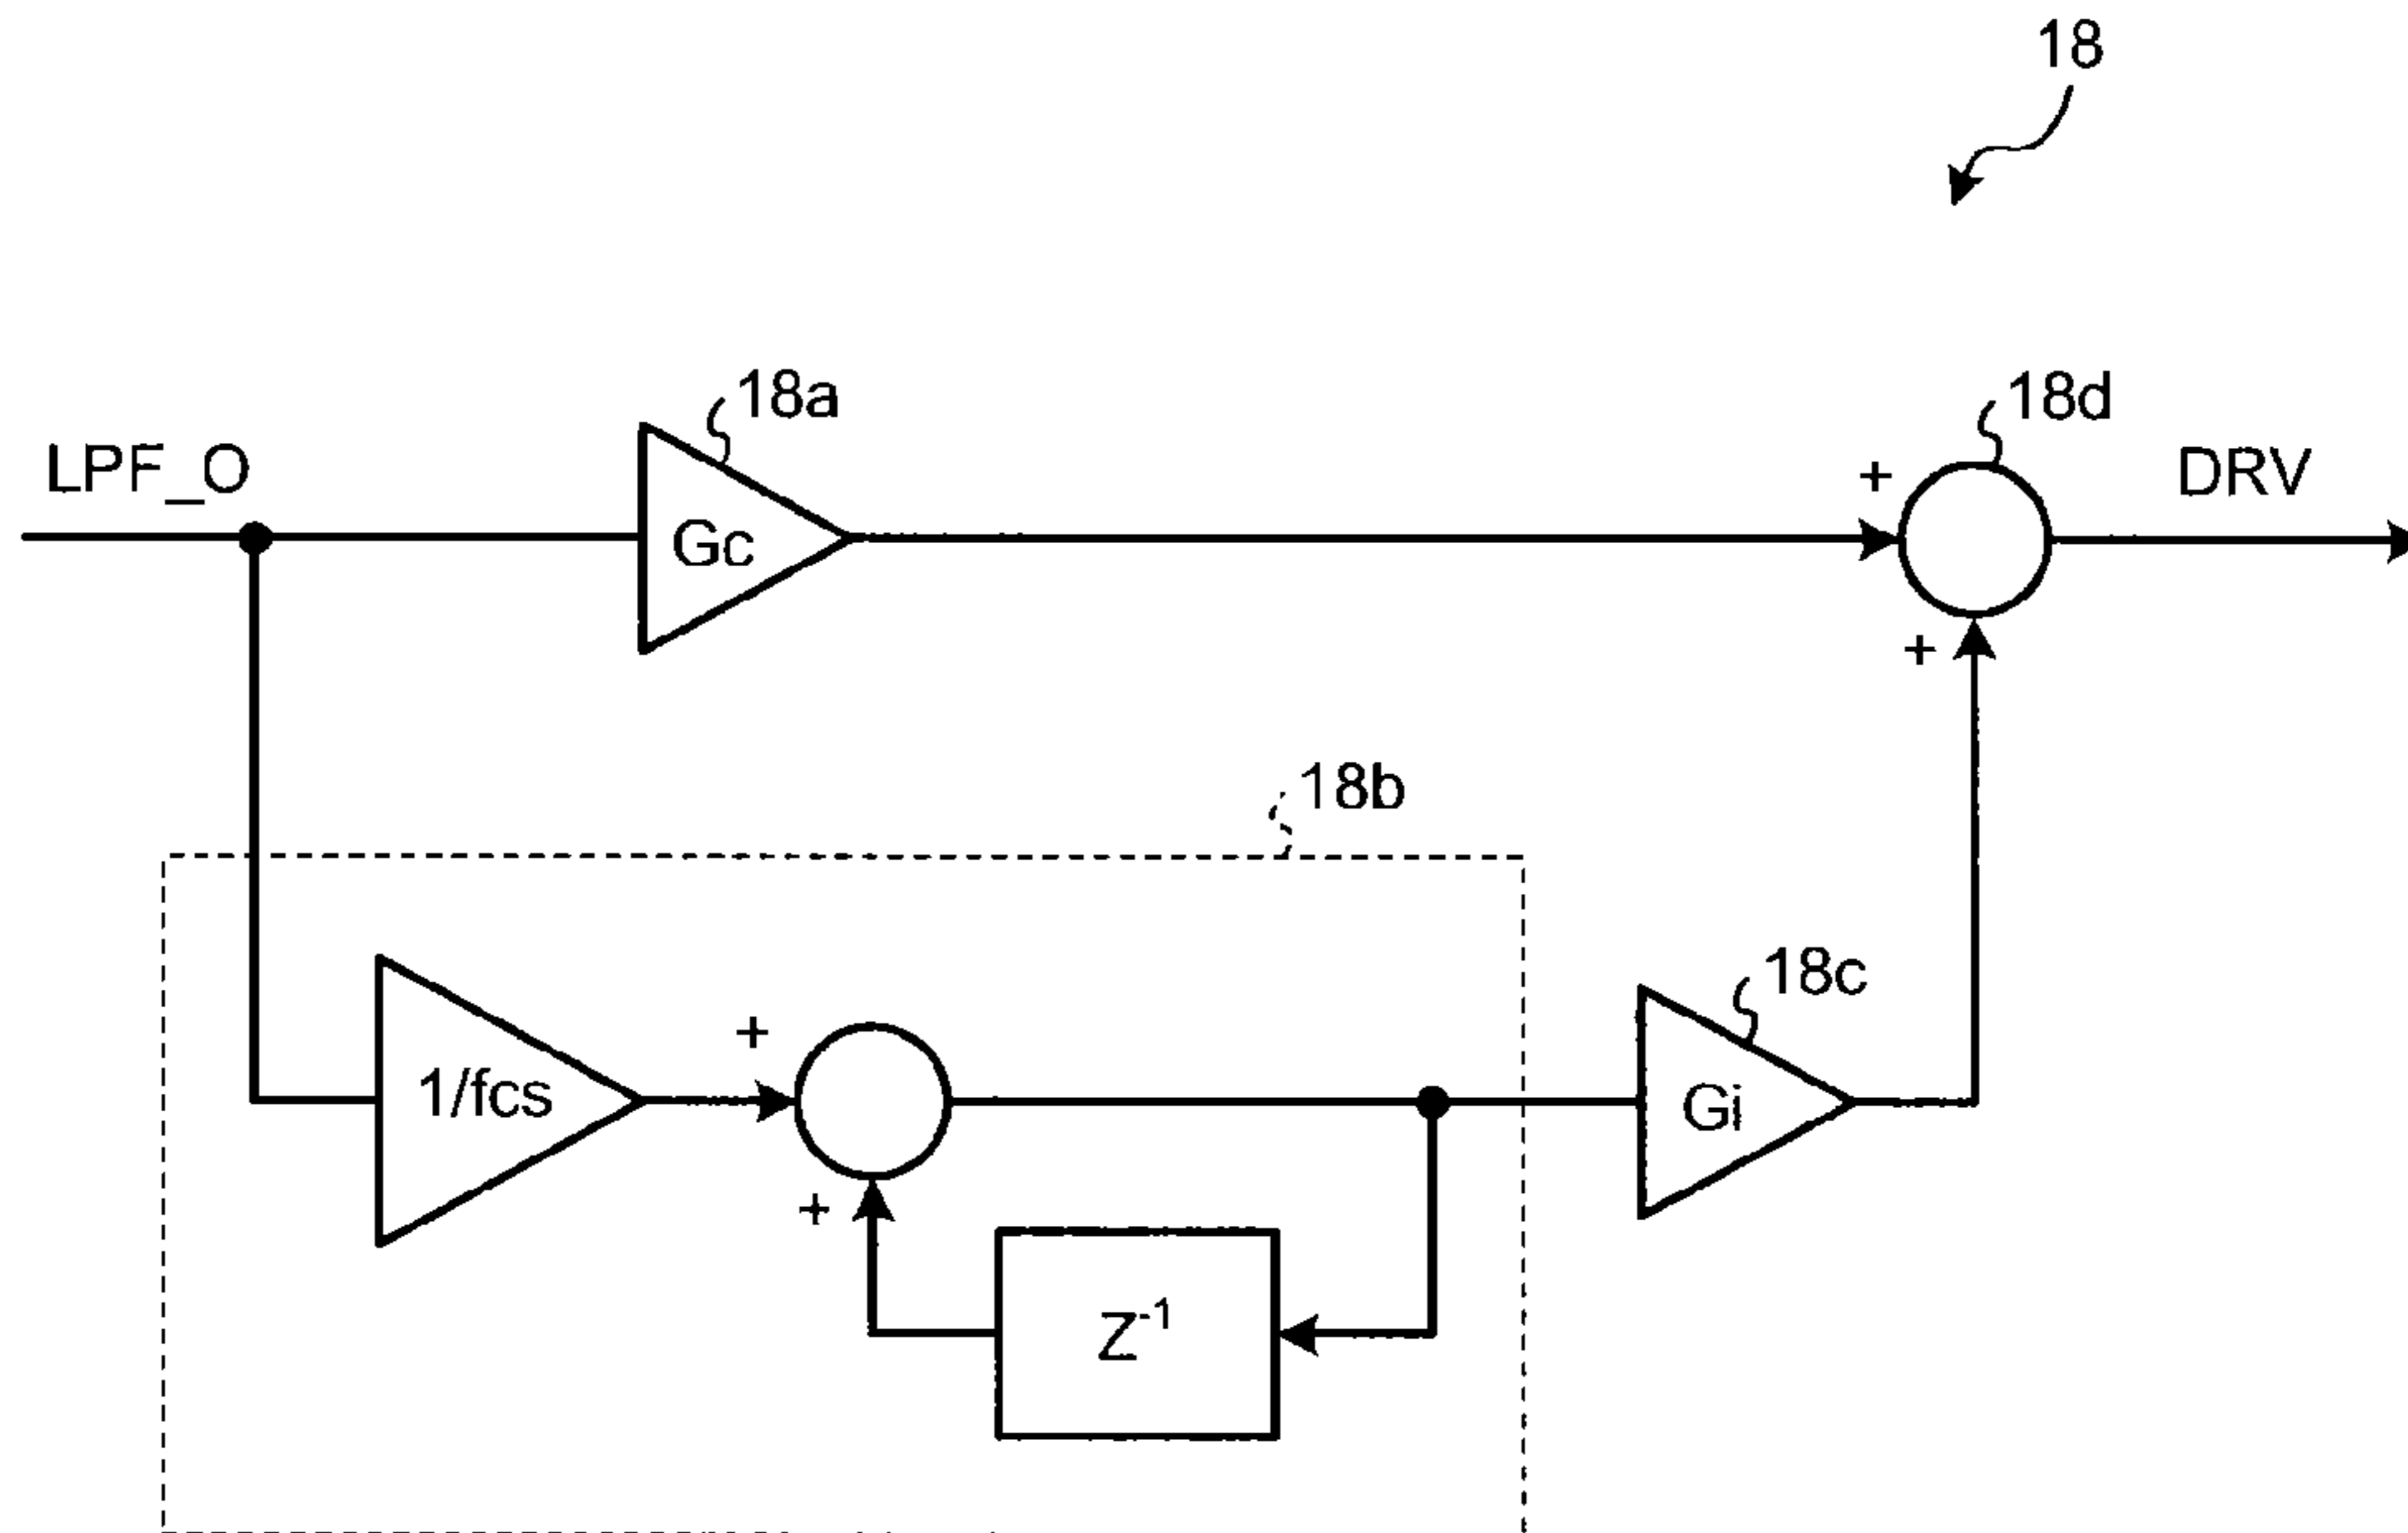 18
18a
18d
LPF_O
+
DRV
Gc
+
18b
18c
+
1/fcs
Gi
+
Z-1